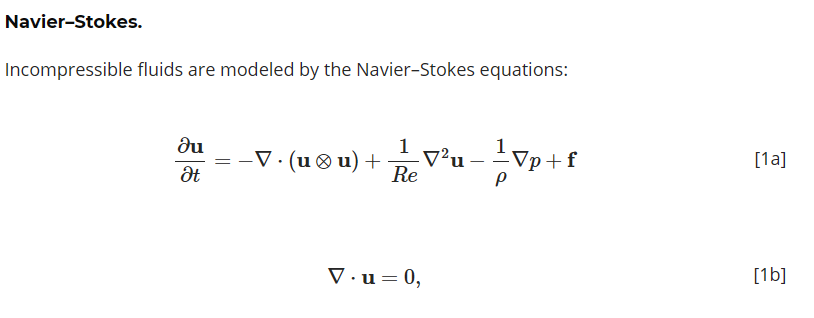 Navier–Stokes.
Incompressible fluids are modeled by the Navier–Stokes equations:
∂u/∂t = −∇ · (u ⊗ u) + 1/Re ∇²u − 1/ρ ∇p + f [1a]
∇ · u = 0, [1b]